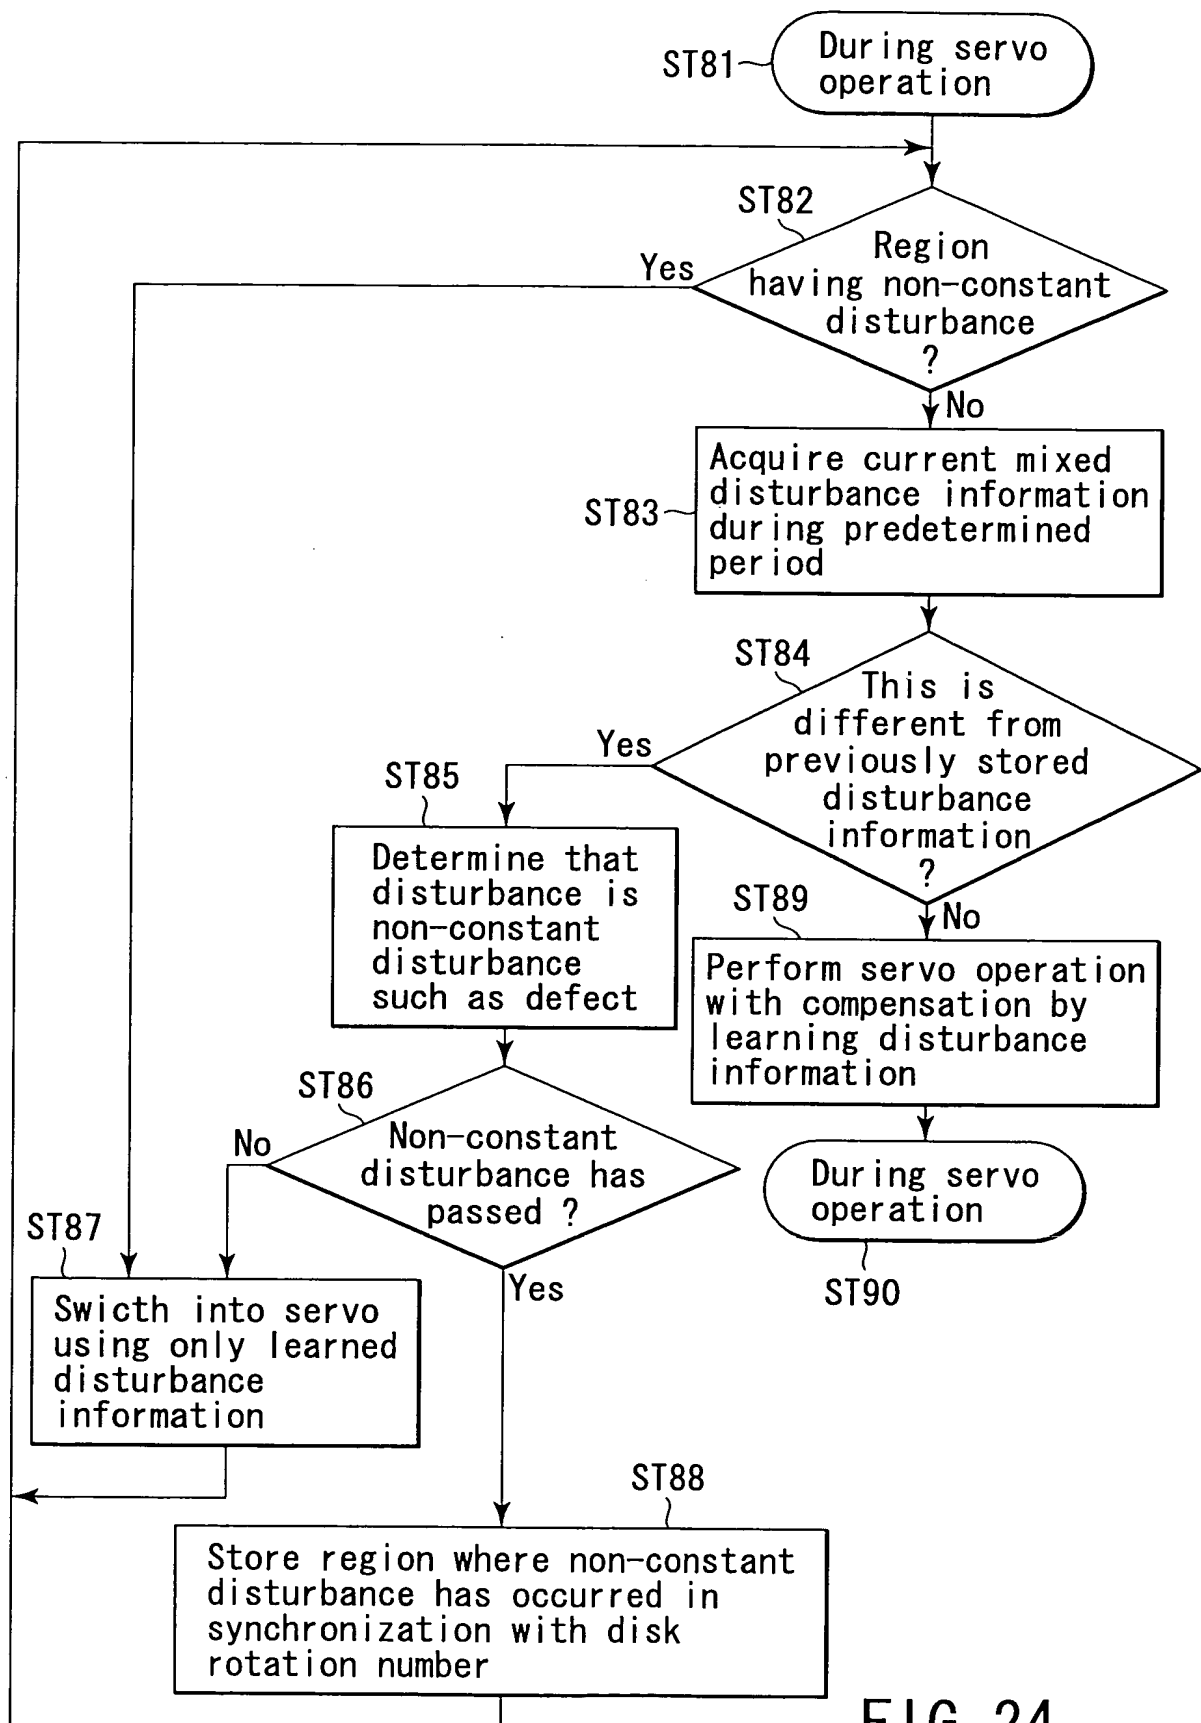 ST81
During servo
operation
ST82
Region
having non-constant
disturbance
?
Yes
No
ST83
Acquire current mixed
disturbance information
during predetermined
period
ST84
This is
different from
previously stored
disturbance
information
?
Yes
No
ST85
Determine that
disturbance is
non-constant
disturbance
such as defect
ST89
Perform servo operation
with compensation by
learning disturbance
information
ST86
Non-constant
disturbance has
passed ?
No
Yes
During servo
operation
ST90
ST87
Swicth into servo
using only learned
disturbance
information
ST88
Store region where non-constant
disturbance has occurred in
synchronization with disk
rotation number
FIG. 24